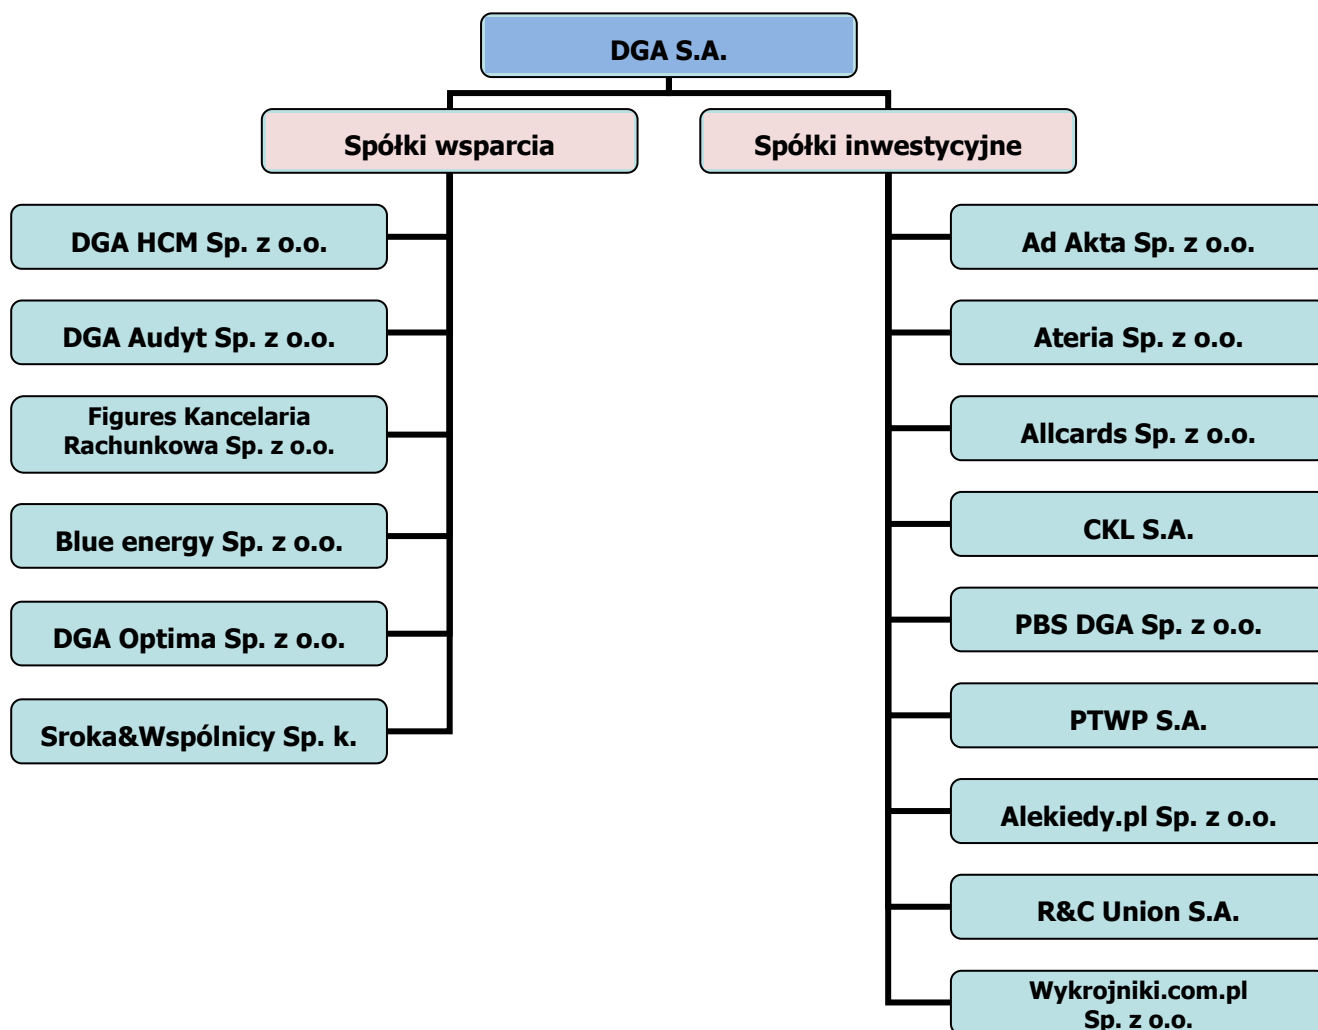 DGA S.A.
Spółki wsparcia
Spółki inwestycyjne
DGA HCM Sp. z o.o.
DGA Audyt Sp. z o.o.
Figures Kancelaria
Rachunkowa Sp. z o.o.
Blue energy Sp. z o.o.
DGA Optima Sp. z o.o.
Sroka&Wspólnicy Sp. k.
Ad Akta Sp. z o.o.
Ateria Sp. z o.o.
Allcards Sp. z o.o.
CKL S.A.
PBS DGA Sp. z o.o.
PTWP S.A.
Alekiedy.pl Sp. z o.o.
R&C Union S.A.
Wykrojniki.com.pl
Sp. z o.o.